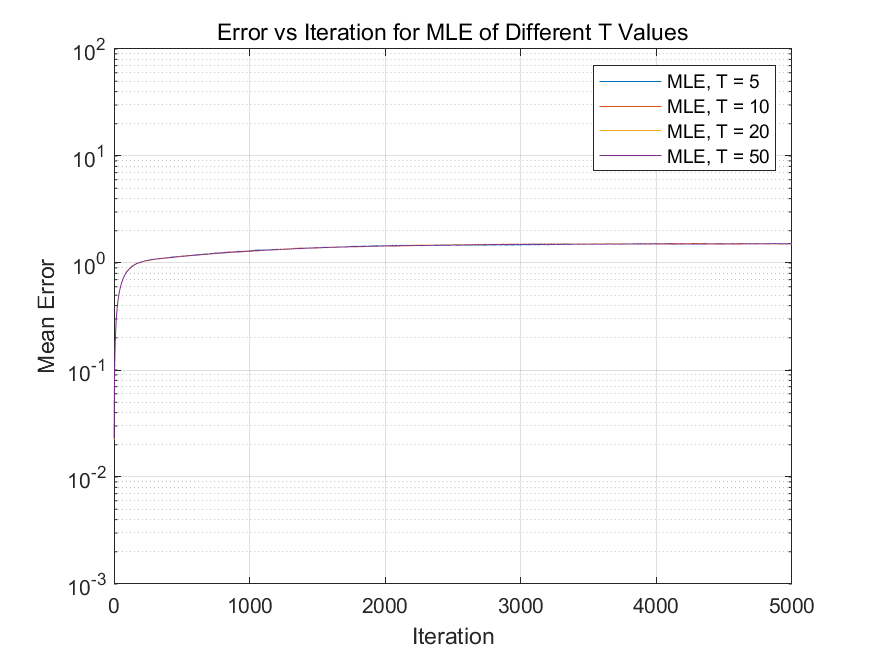 Error vs Iteration for MLE of Different T Values
10^2
10^1
10^0
10^-1
10^-2
10^-3
Mean Error
MLE, T = 5
MLE, T = 10
MLE, T = 20
MLE, T = 50
0 1000 2000 3000 4000 5000
Iteration